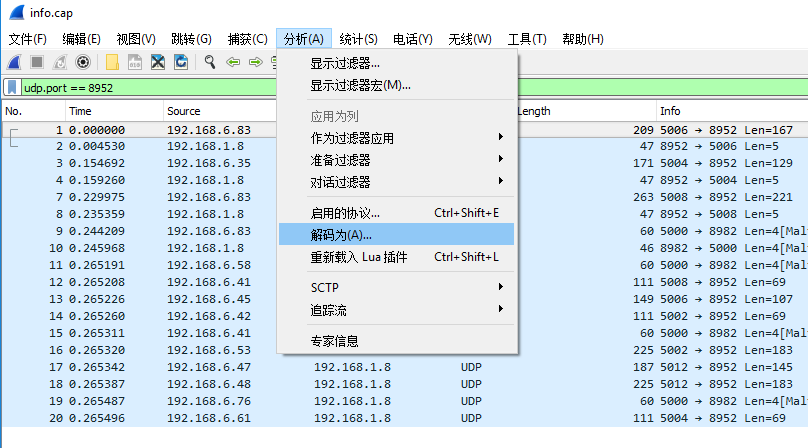 info.cap
文件(F) 编辑(E) 视图(V) 跳转(G) 捕获(C) 分析(A) 统计(S) 电话(Y) 无线(W) 工具(T) 帮助(H)
udp.port == 8952
显示过滤器...
显示过滤器宏(M)...
应用为列
作为过滤器应用
准备过滤器
对话过滤器
启用的协议... Ctrl+Shift+E
解码为(A)...
重新载入 Lua 插件 Ctrl+Shift+L
SCTP
追踪流
专家信息
No. Time Source Length Info
1 0.000000 192.168.6.83 209 5006 → 8952 Len=167
2 0.004530 192.168.1.8 47 8952 → 5006 Len=5
3 0.154692 192.168.6.35 171 5004 → 8952 Len=129
4 0.159260 192.168.1.8 47 8952 → 5004 Len=5
7 0.229975 192.168.6.83 263 5008 → 8952 Len=221
8 0.235359 192.168.1.8 47 8952 → 5008 Len=5
9 0.244209 192.168.6.83 60 5000 → 8982 Len=4[Mal
10 0.245968 192.168.1.8 46 8982 → 5000 Len=4[Mal
11 0.265191 192.168.6.58 60 5000 → 8982 Len=4[Mal
12 0.265208 192.168.6.41 111 5008 → 8952 Len=69
13 0.265226 192.168.6.45 149 5006 → 8952 Len=107
14 0.265260 192.168.6.42 111 5002 → 8952 Len=69
15 0.265311 192.168.6.41 60 5000 → 8982 Len=4[Mal
16 0.265320 192.168.6.53 225 5002 → 8952 Len=183
17 0.265342 192.168.6.47 192.168.1.8 UDP 187 5012 → 8952 Len=145
18 0.265387 192.168.6.48 192.168.1.8 UDP 225 5012 → 8952 Len=183
19 0.265487 192.168.6.76 192.168.1.8 UDP 60 5000 → 8982 Len=4[Mal
20 0.265496 192.168.6.61 192.168.1.8 UDP 111 5004 → 8952 Len=69